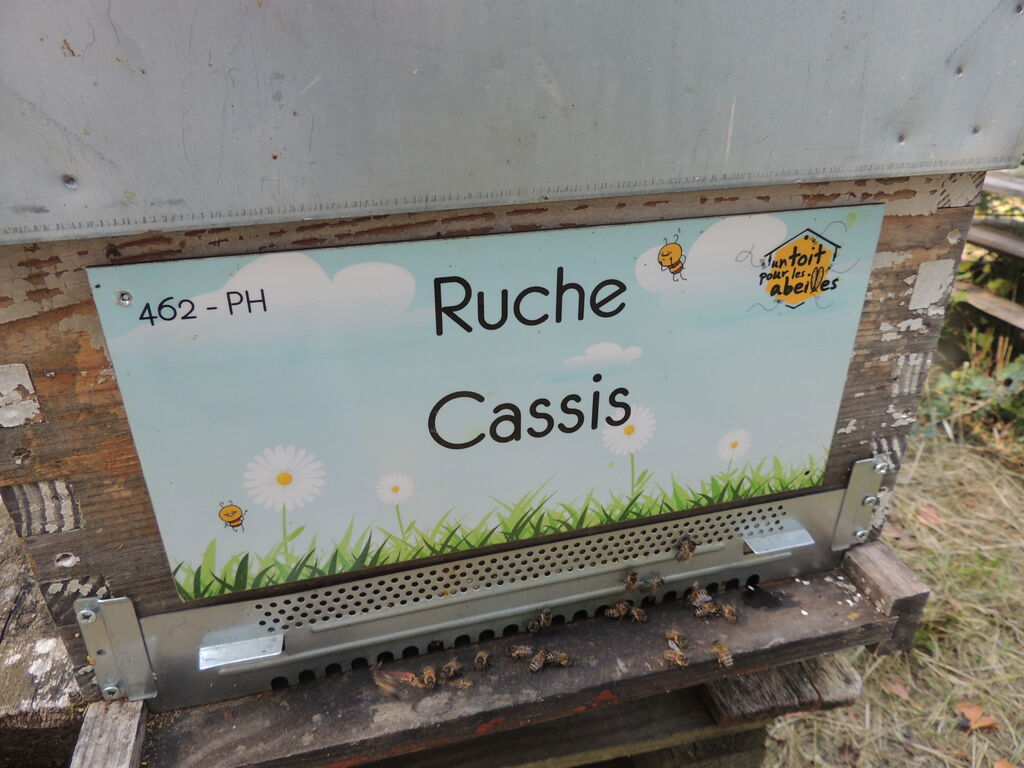 462 - PH
Ruche
Cassis
Un toit
pour les
abeilles